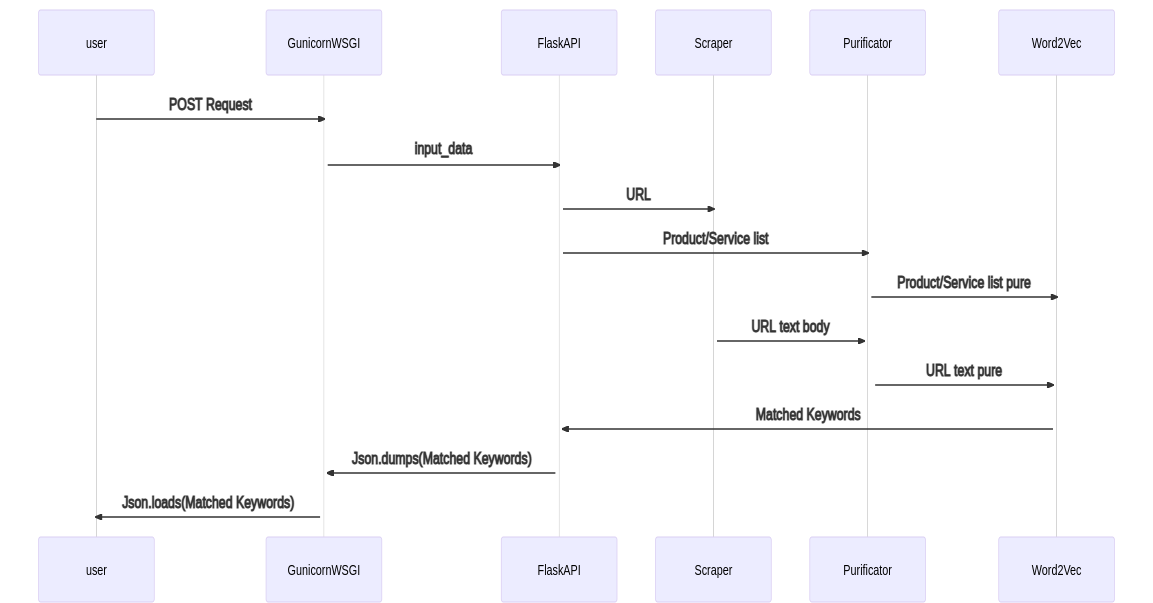 user
GunicornWSGI
FlaskAPI
Scraper
Purificator
Word2Vec
POST Request
input_data
URL
Product/Service list
Product/Service list pure
URL text body
URL text pure
Matched Keywords
Json.dumps(Matched Keywords)
Json.loads(Matched Keywords)
user
GunicornWSGI
FlaskAPI
Scraper
Purificator
Word2Vec